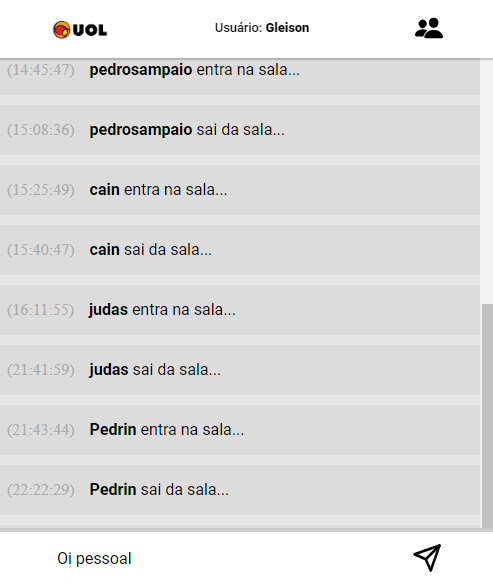 UOL
Usuário: Gleison
(14:45:47) pedrosampaio entra na sala...
(15:08:36) pedrosampaio sai da sala...
(15:25:49) cain entra na sala...
(15:40:47) cain sai da sala...
(16:11:55) judas entra na sala...
(21:41:59) judas sai da sala...
(21:43:44) Pedrin entra na sala...
(22:22:29) Pedrin sai da sala...
Oi pessoal